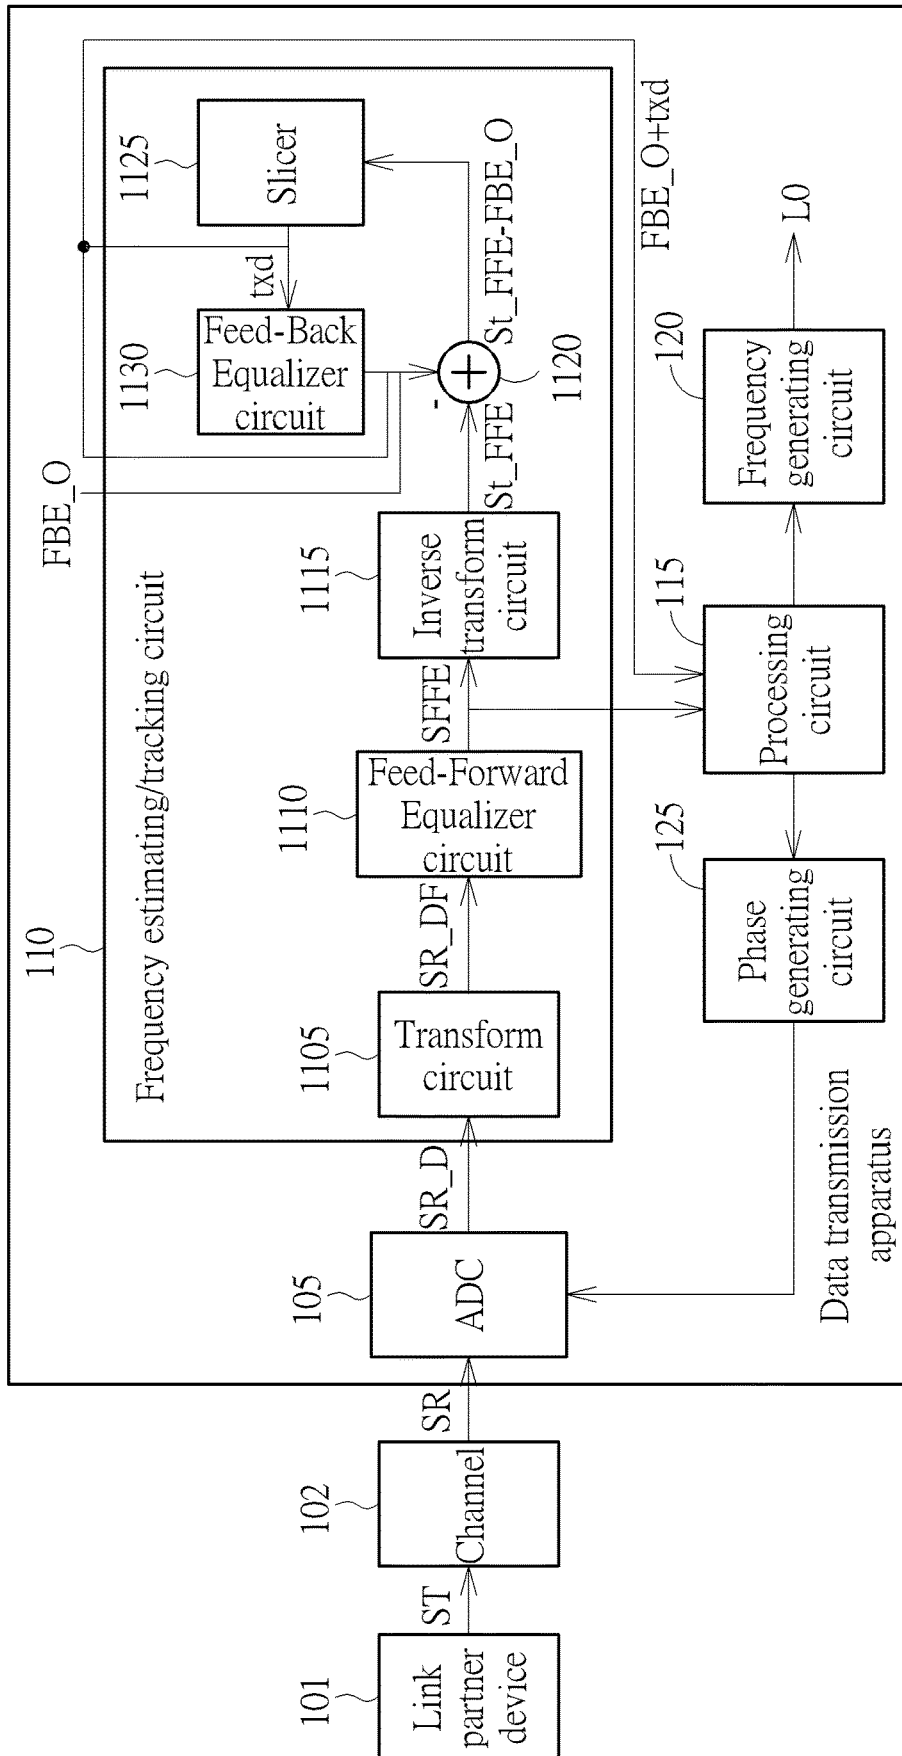 FBE_O
110
Frequency estimating/tracking circuit
1130
1125
Feed-Back
Equalizer
circuit
txd
Slicer
101
Link
partner
device
ST
102
Channel
SR
105
ADC
SR_D
1105
Transform
circuit
SR_DF
1110
Feed-Forward
Equalizer
circuit
SFFE
1115
Inverse
transform
circuit
St_FFE
-
+
1120
St_FFE-FBE_O
FBE_O+txd
Data transmission
apparatus
125
Phase
generating
circuit
115
Processing
circuit
120
Frequency
generating
circuit
L0